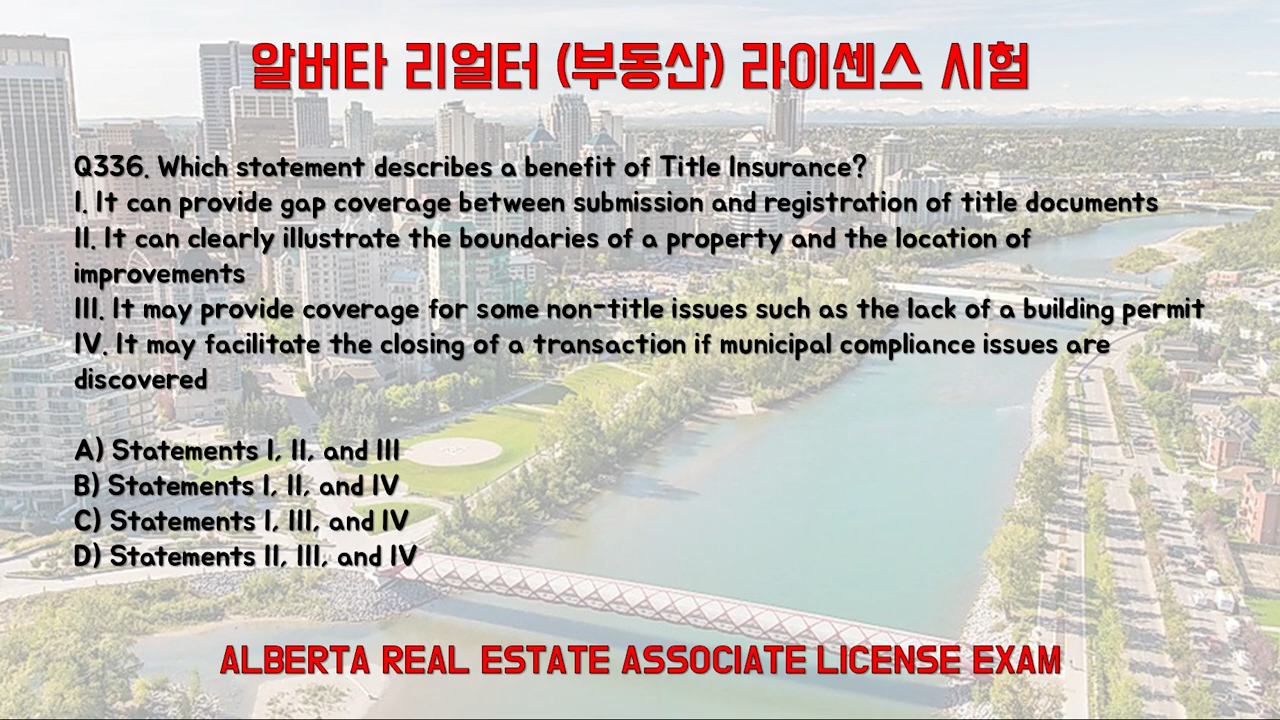 알버타 리얼터 (부동산) 라이센스 시험
Q336. Which statement describes a benefit of Title Insurance?
I. It can provide gap coverage between submission and registration of title documents
II. It can clearly illustrate the boundaries of a property and the location of
improvements
III. It may provide coverage for some non-title issues such as the lack of a building permit
IV. It may facilitate the closing of a transaction if municipal compliance issues are
discovered
A) Statements I, II, and III
B) Statements I, II, and IV
C) Statements I, III, and IV
D) Statements II, III, and IV
ALBERTA REAL ESTATE ASSOCIATE LICENSE EXAM